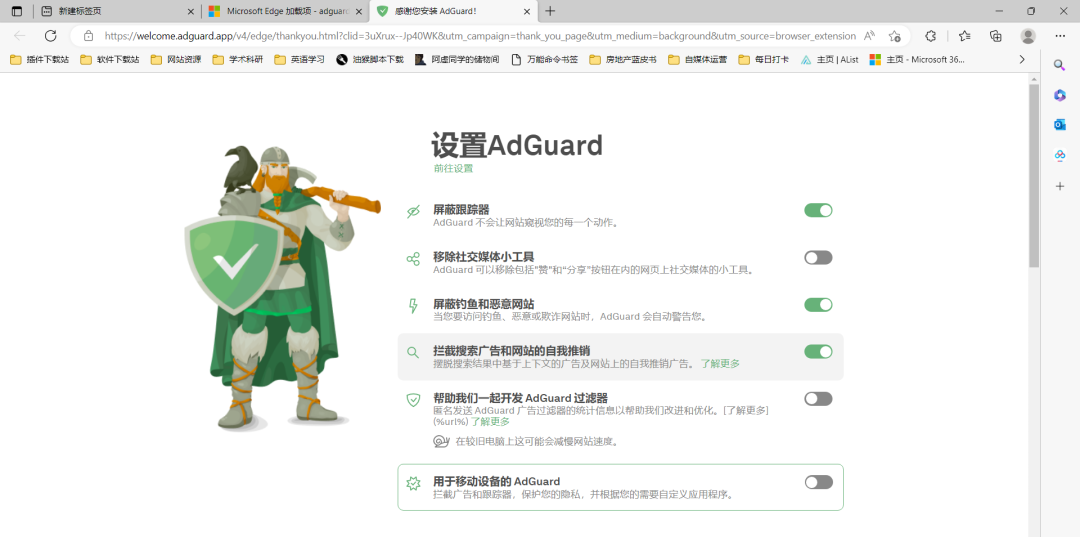 新建标签页
Microsoft Edge 加载项 - adguard
感谢您安装 AdGuard!
https://welcome.adguard.app/v4/edge/thankyou.html?clid=3uXrux--Jp40WK&utm_campaign=thank_you_page&utm_medium=background&utm_source=browser_extension
插件下载站 软件下载站 网站资源 学术科研 英语学习 油猴脚本下载 阿虚同学的储物间 万能命令书签 房地产蓝皮书 自媒体运营 每日打卡 主页 | AList 主页 - Microsoft 36...
设置AdGuard
前往设置
屏蔽跟踪器
AdGuard 不会让网站窥视您的每一个动作。
移除社交媒体小工具
AdGuard 可以移除包括“赞”和“分享”按钮在内的网页上社交媒体的小工具。
屏蔽钓鱼和恶意网站
当您要访问钓鱼、恶意或欺诈网站时，AdGuard 会自动警告您。
拦截搜索广告和网站的自我推销
摆脱搜索结果中基于上下文的广告及网站上的自我推销广告。 了解更多
帮助我们一起开发 AdGuard 过滤器
匿名发送 AdGuard 广告过滤器的统计信息以帮助我们改进和优化。[了解更多]
(%url%) 了解更多
在较旧电脑上这可能会减慢网站速度。
用于移动设备的 AdGuard
拦截广告和跟踪器，保护您的隐私，并根据您的需要自定义应用程序。